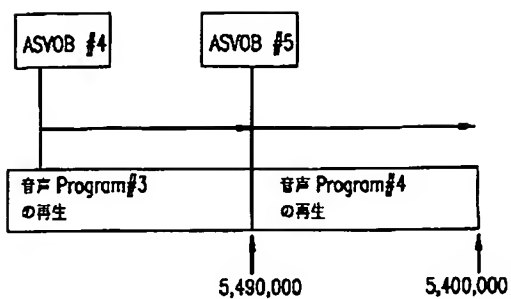 ASVOB #4
ASVOB #5
音声 Program#3
の再生
音声 Program#4
の再生
5,490,000
5,400,000